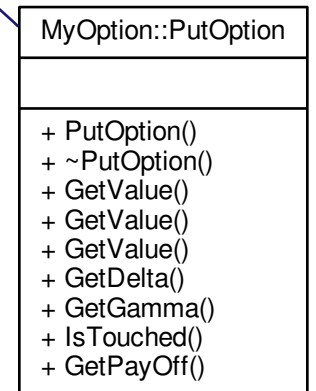 MyOption::PutOption
+ PutOption()
+ ~PutOption()
+ GetValue()
+ GetValue()
+ GetValue()
+ GetDelta()
+ GetGamma()
+ IsTouched()
+ GetPayOff()